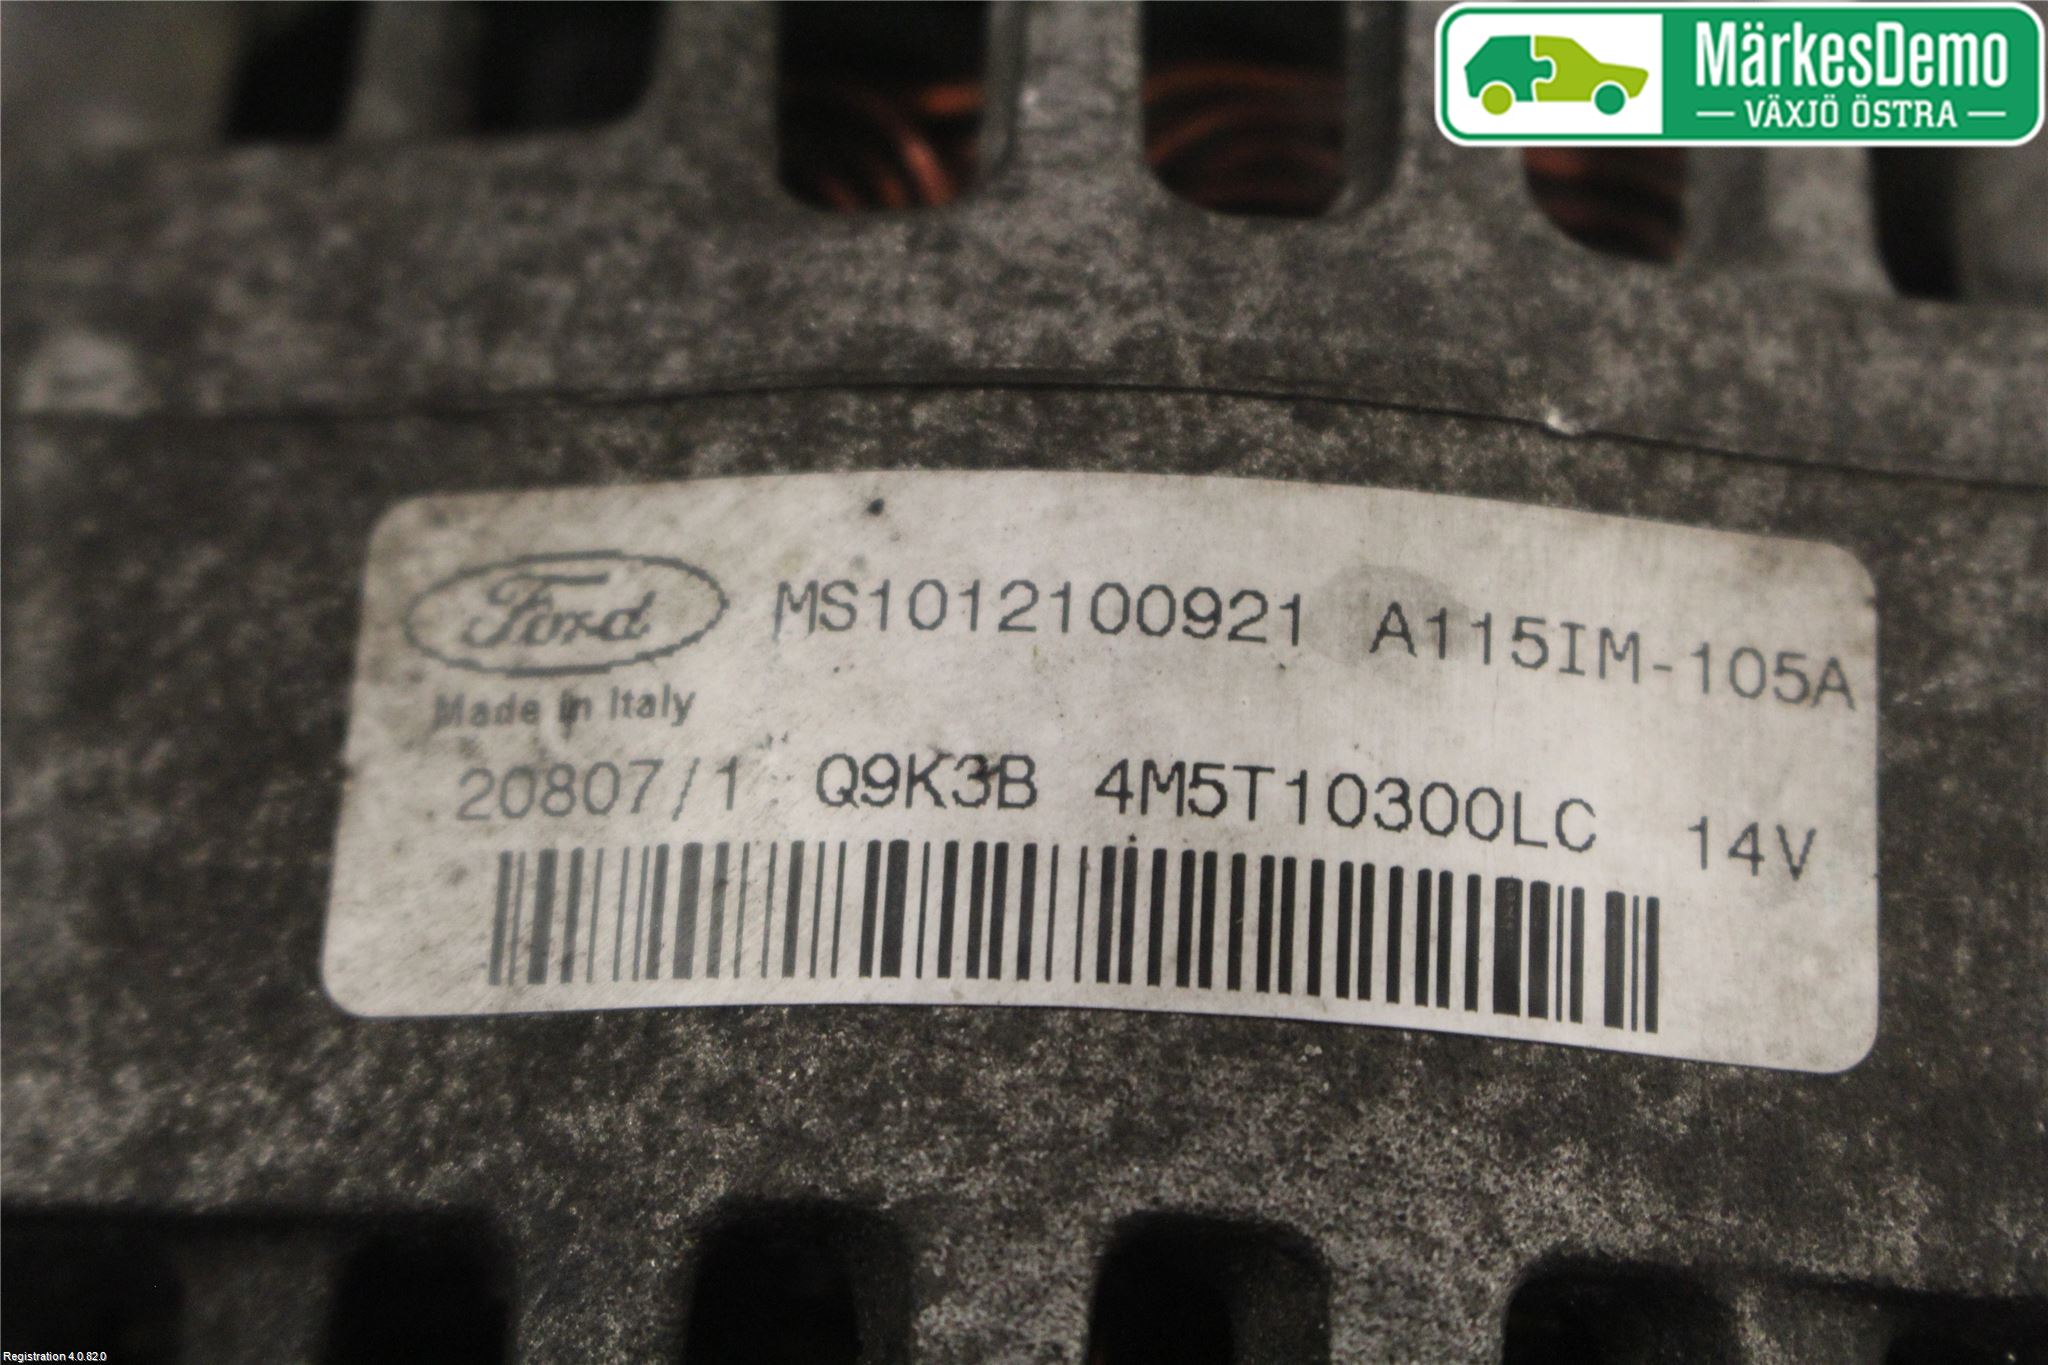 MärkesDemo
VÄXJÖ ÖSTRA
Ford MS1012100921 A115IM-105A
Made in Italy
20807/1 Q9K3B 4M5T10300LC 14V
Registration 4.0.82.0